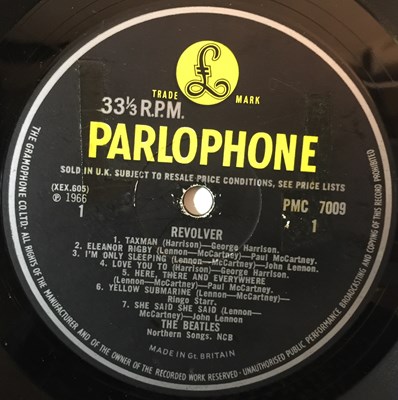 £
TRADE MARK
33⅓ R.P.M.
PARLOPHONE
SOLD IN U.K. SUBJECT TO RESALE PRICE CONDITIONS, SEE PRICE LISTS
(XEX.605) PMC 7009
℗ 1966
1 1
REVOLVER
1. TAXMAN (Harrison)—George Harrison.
2. ELEANOR RIGBY (Lennon—McCartney)—Paul McCartney.
3. I'M ONLY SLEEPING (Lennon—McCartney)—John Lennon.
4. LOVE YOU TO (Harrison)—George Harrison.
5. HERE, THERE AND EVERYWHERE
(Lennon—McCartney)—Paul McCartney.
6. YELLOW SUBMARINE (Lennon—McCartney)—
Ringo Starr.
7. SHE SAID SHE SAID (Lennon—
McCartney)—John Lennon
THE BEATLES
Northern Songs. NCB
MADE IN Gt. BRITAIN
THE GRAMOPHONE CO. LTD.· ALL RIGHTS OF THE MANUFACTURER AND OF THE OWNER OF THE RECORDED WORK RESERVED · UNAUTHORISED PUBLIC PERFORMANCE BROADCASTING AND COPYING OF THIS RECORD PROHIBITED